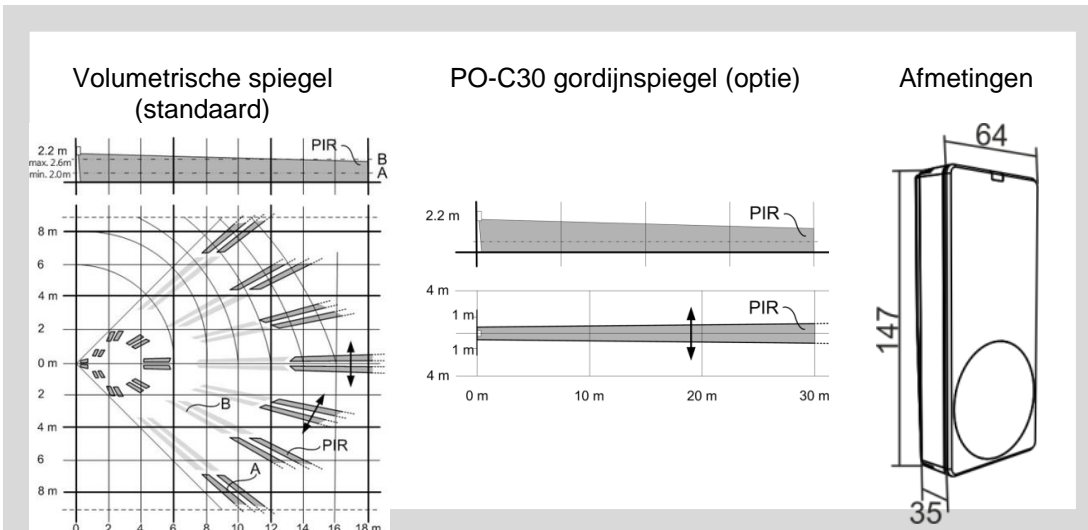 Volumetrische spiegel
(standaard)
PO-C30 gordijnspiegel (optie)
Afmetingen
2.2 m
max. 2.6m
min. 2.0m
PIR
B
A
8 m
6
4 m
2
0 m
2
4 m
6
8 m
B
PIR
A
0 2 4 6 8 10 12 14 16 18 m
2.2 m
PIR
4 m
1 m
1 m
4 m
PIR
0 m 10 m 20 m 30 m
64
147
35